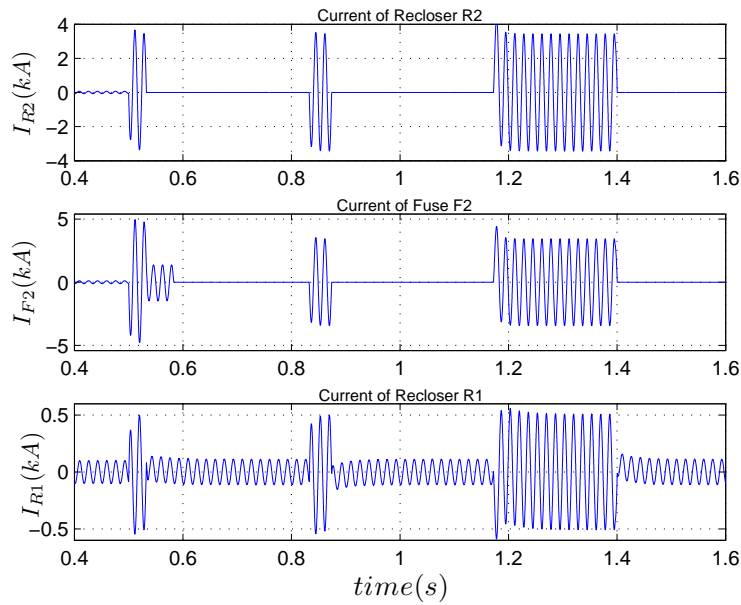 Current of Recloser R2
4
2
0
−2
−4
I_{R2}(kA)
0.4 0.6 0.8 1 1.2 1.4 1.6
Current of Fuse F2
5
0
−5
I_{F2}(kA)
0.4 0.6 0.8 1 1.2 1.4 1.6
Current of Recloser R1
0.5
0
−0.5
I_{R1}(kA)
0.4 0.6 0.8 1 1.2 1.4 1.6
time(s)